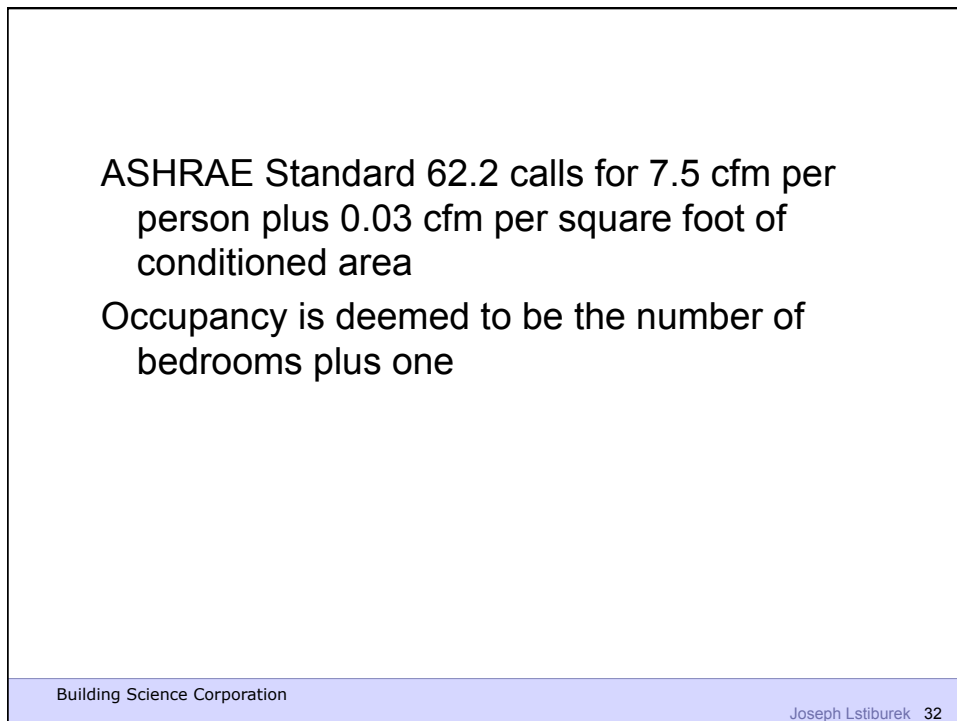 ASHRAE Standard 62.2 calls for 7.5 cfm per
person plus 0.03 cfm per square foot of
conditioned area
Occupancy is deemed to be the number of
bedrooms plus one
Building Science Corporation
Joseph Lstiburek 32